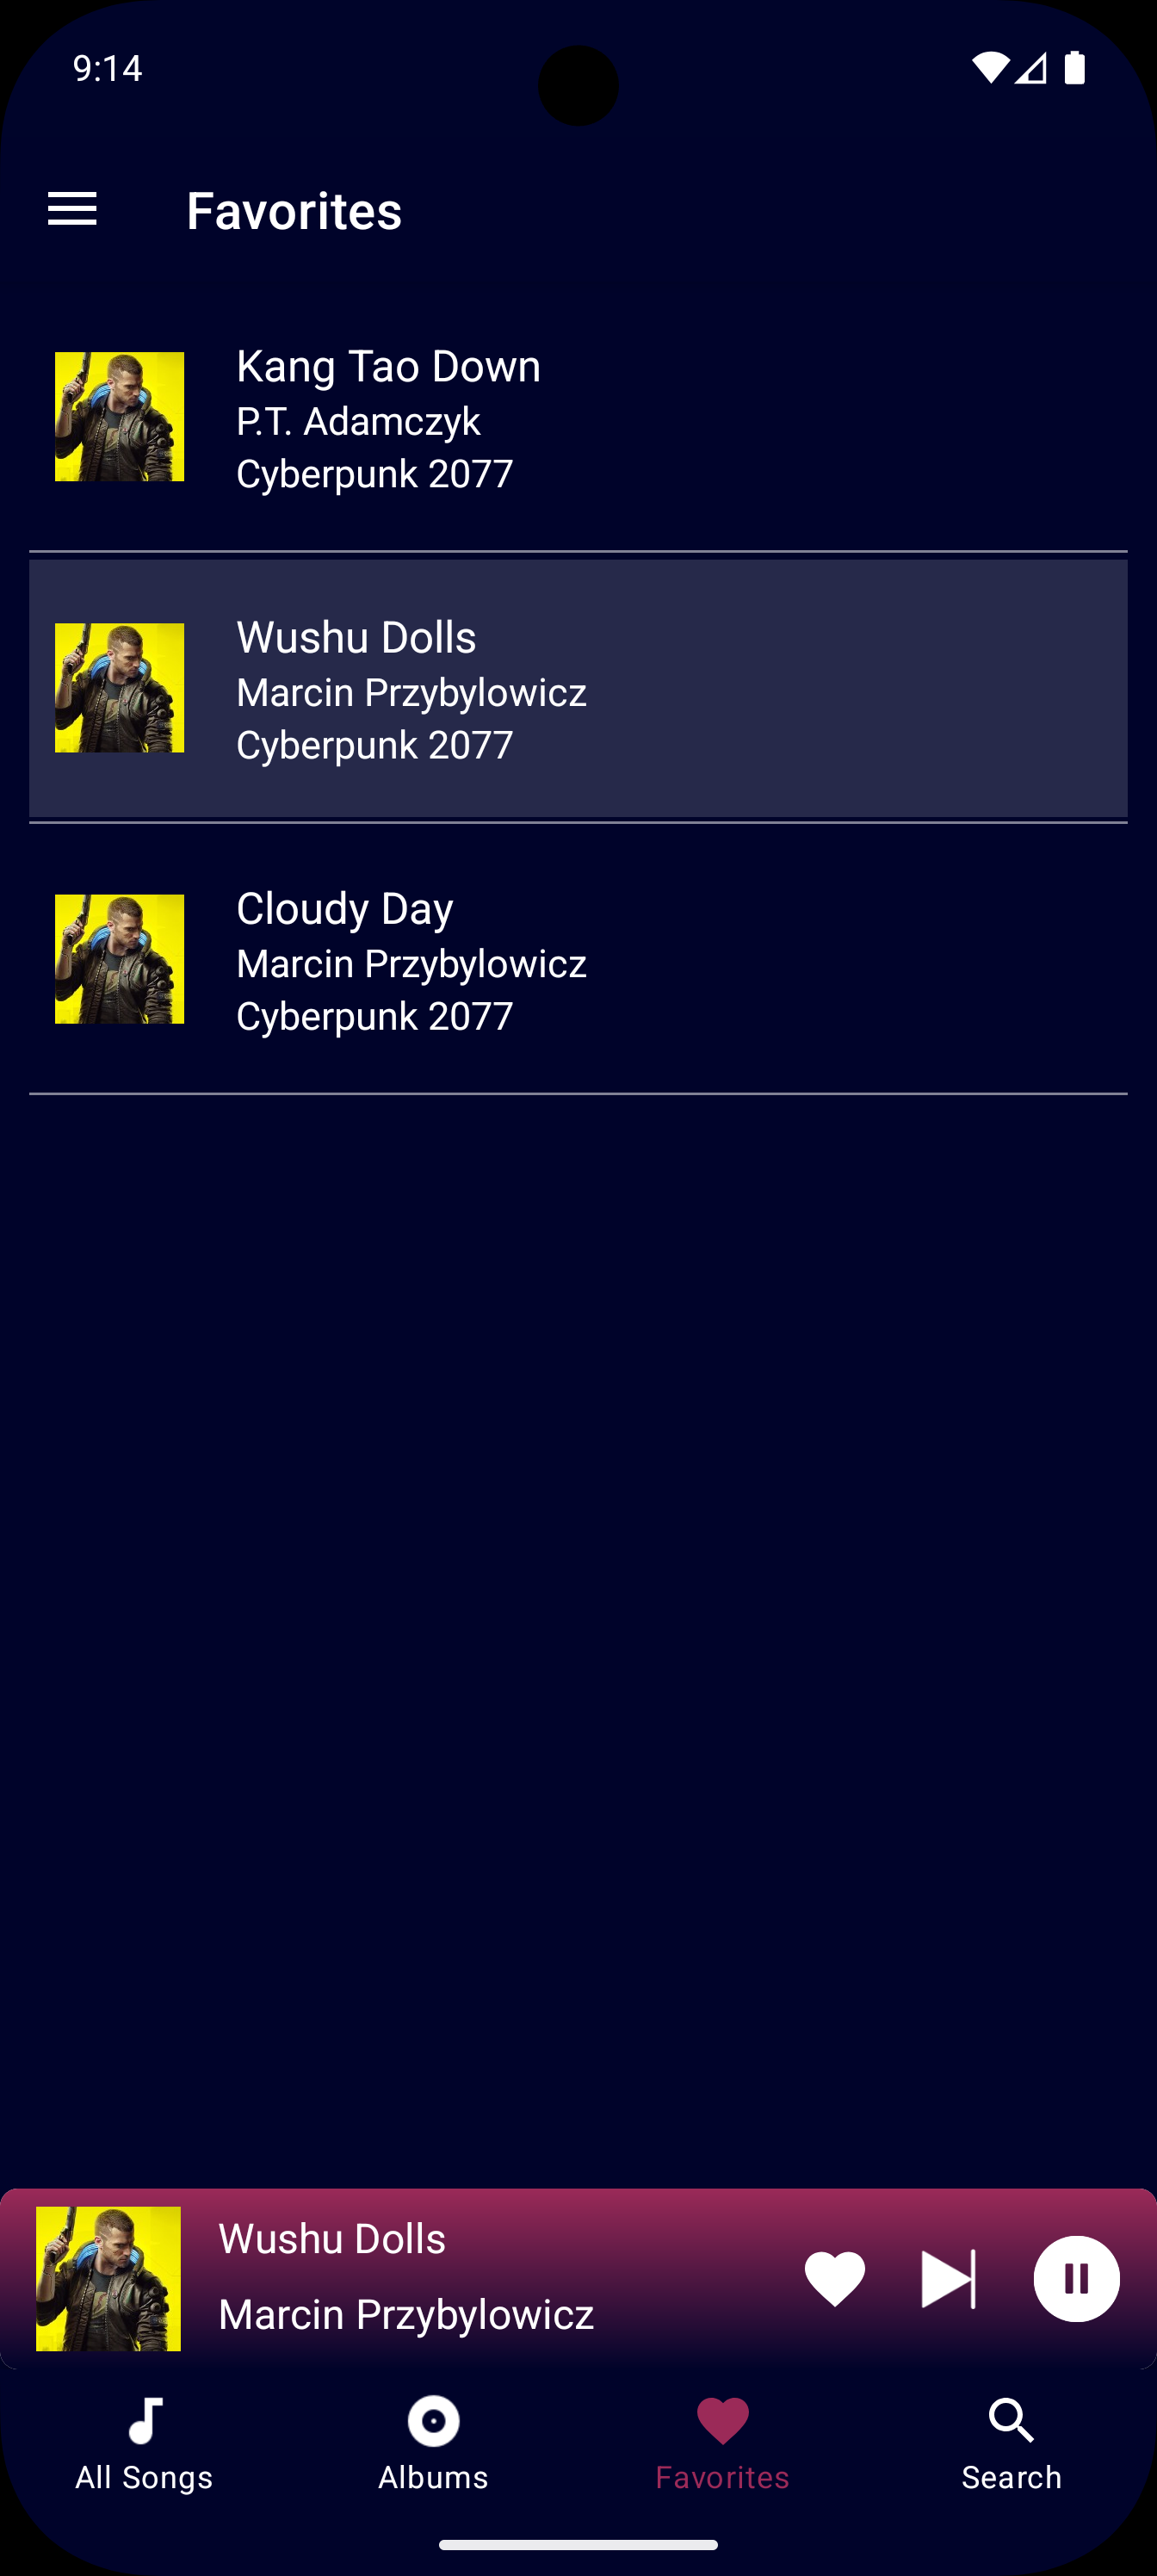 9:14
Favorites
Kang Tao Down
P.T. Adamczyk
Cyberpunk 2077
Wushu Dolls
Marcin Przybylowicz
Cyberpunk 2077
Cloudy Day
Marcin Przybylowicz
Cyberpunk 2077
Wushu Dolls
Marcin Przybylowicz
All Songs
Albums
Favorites
Search